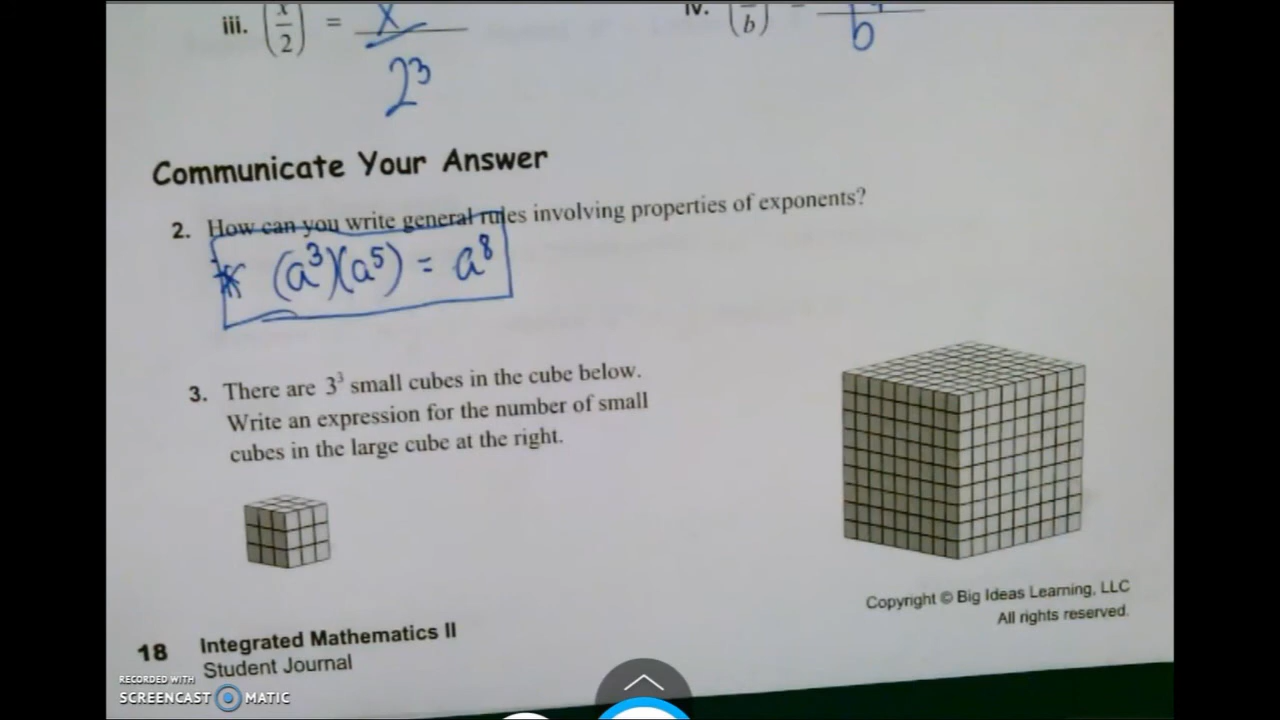 iii. (x/2) = x/2³
iv. (/b) = /b
Communicate Your Answer
2. How can you write general rules involving properties of exponents?
* (a³)(a⁵) = a⁸
3. There are 3³ small cubes in the cube below.
Write an expression for the number of small
cubes in the large cube at the right.
Copyright © Big Ideas Learning, LLC
All rights reserved.
18 Integrated Mathematics II
Student Journal
RECORDED WITH
SCREENCAST MATIC